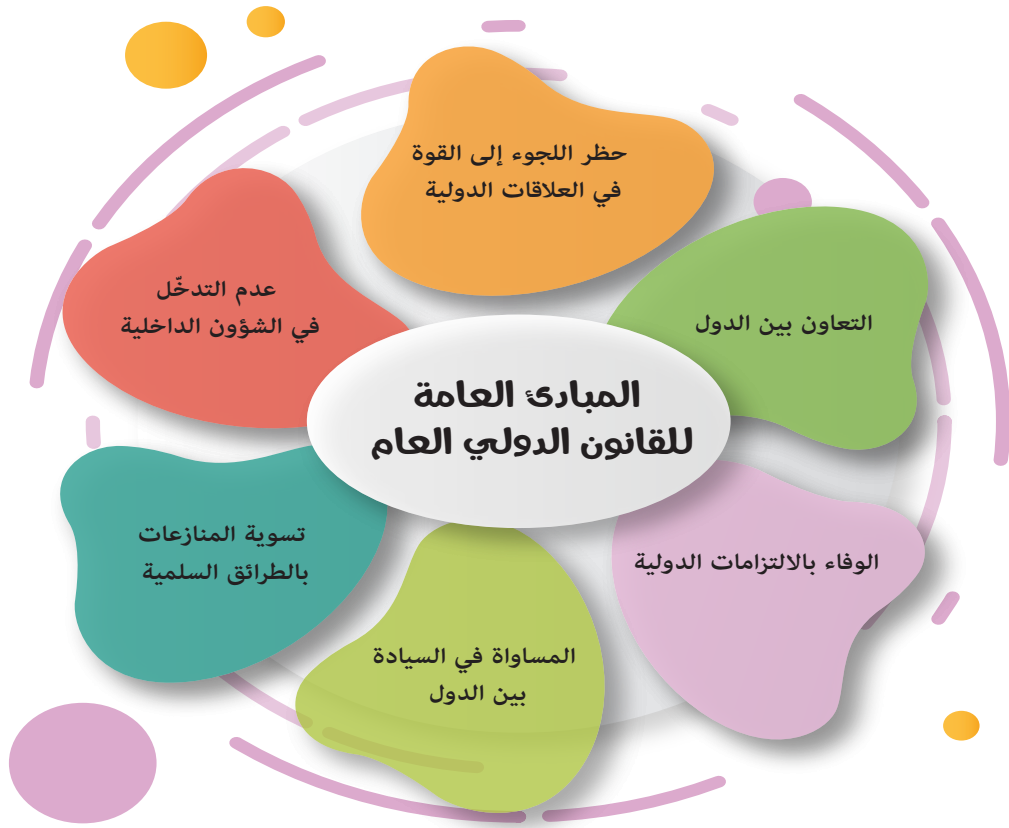 المبادئ العامة
للقانون الدولي العام
حظر اللجوء إلى القوة
في العلاقات الدولية
التعاون بين الدول
الوفاء بالالتزامات الدولية
المساواة في السيادة
بين الدول
تسوية المنازعات
بالطرائق السلمية
عدم التدخّل
في الشؤون الداخلية